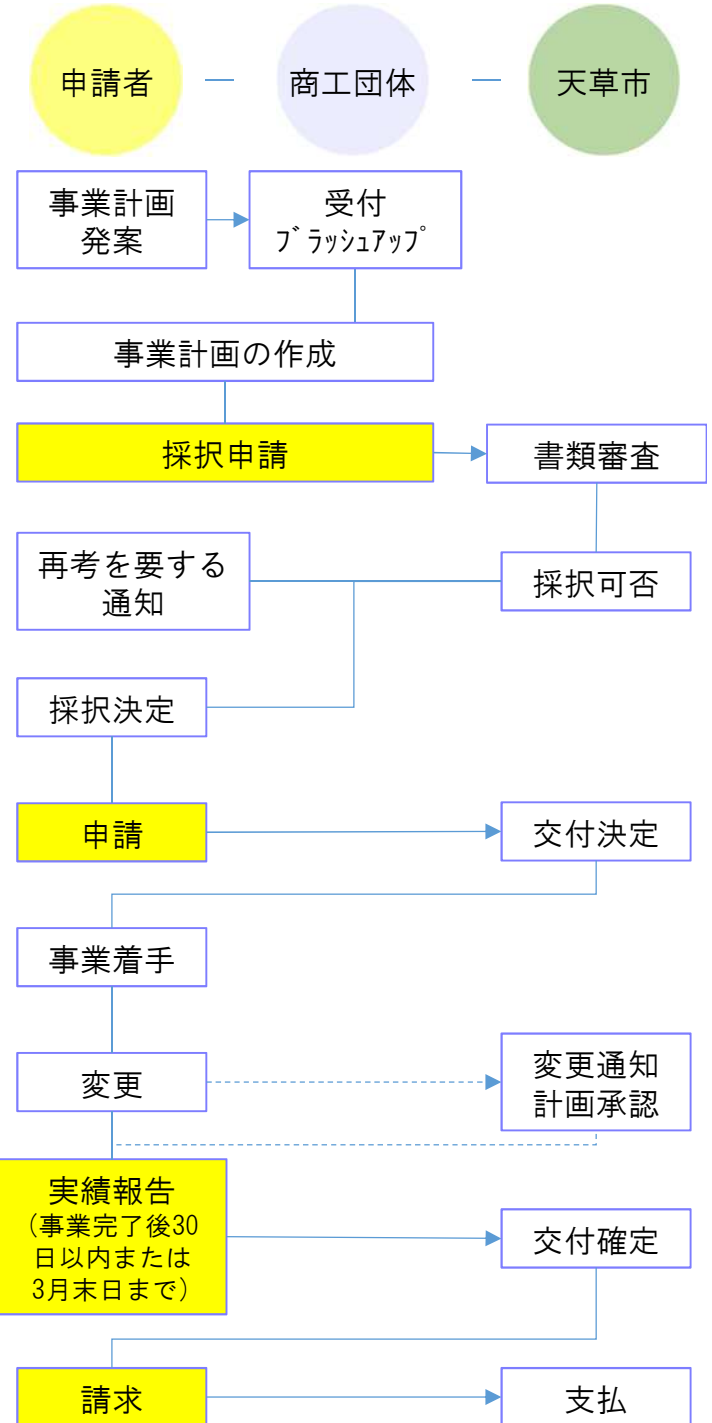 申請者
商工団体
天草市
事業計画
発案
受付
ﾌﾞﾗｯｼｭｱｯﾌﾟ
事業計画の作成
採択申請
書類審査
再考を要する
通知
採択可否
採択決定
申請
交付決定
事業着手
変更
変更通知
計画承認
実績報告
（事業完了後30
日以内または
3月末日まで）
交付確定
請求
支払